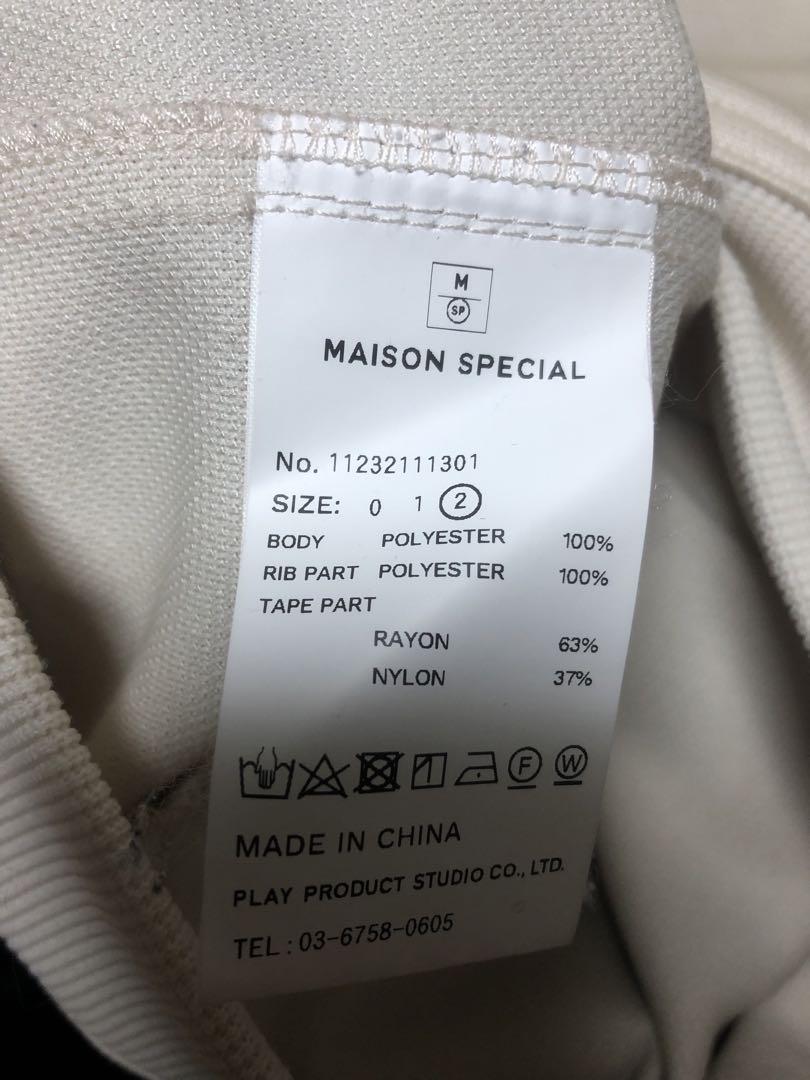 M
SP
MAISON SPECIAL
No. 11232111301
SIZE: 0 1 2
BODY POLYESTER 100%
RIB PART POLYESTER 100%
TAPE PART
RAYON 63%
NYLON 37%
F W
MADE IN CHINA
PLAY PRODUCT STUDIO CO., LTD.
TEL : 03-6758-0605